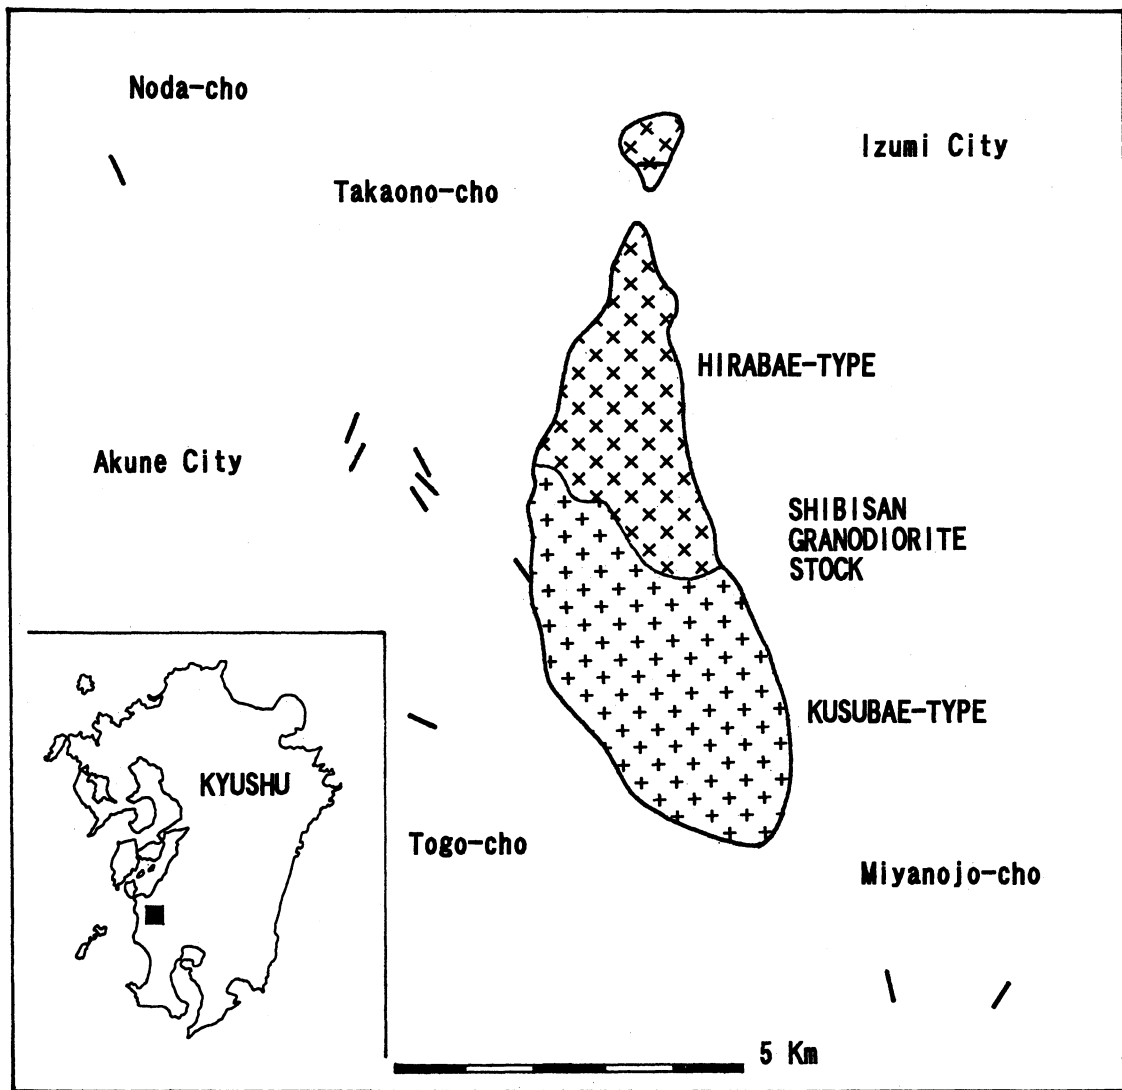 Noda-cho
Izumi City
Takaono-cho
HIRABAE-TYPE
Akune City
SHIBISAN
GRANODIORITE
STOCK
KUSUBAE-TYPE
KYUSHU
Togo-cho
Miyanojo-cho
5 Km